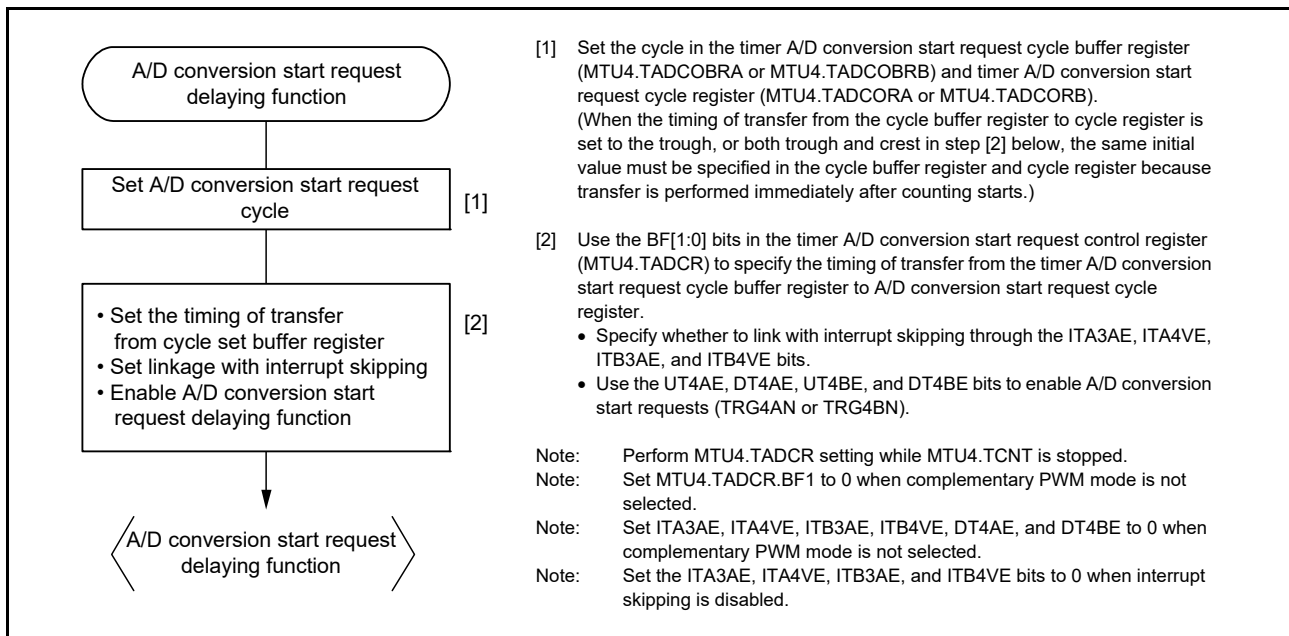 A/D conversion start request
delaying function
Set A/D conversion start request
cycle
[1]
• Set the timing of transfer
from cycle set buffer register
• Set linkage with interrupt skipping
• Enable A/D conversion start
request delaying function
[2]
A/D conversion start request
delaying function
[1] Set the cycle in the timer A/D conversion start request cycle buffer register
(MTU4.TADCOBRA or MTU4.TADCOBRB) and timer A/D conversion start
request cycle register (MTU4.TADCORA or MTU4.TADCORB).
(When the timing of transfer from the cycle buffer register to cycle register is
set to the trough, or both trough and crest in step [2] below, the same initial
value must be specified in the cycle buffer register and cycle register because
transfer is performed immediately after counting starts.)
[2] Use the BF[1:0] bits in the timer A/D conversion start request control register
(MTU4.TADCR) to specify the timing of transfer from the timer A/D conversion
start request cycle buffer register to A/D conversion start request cycle
register.
• Specify whether to link with interrupt skipping through the ITA3AE, ITA4VE,
ITB3AE, and ITB4VE bits.
• Use the UT4AE, DT4AE, UT4BE, and DT4BE bits to enable A/D conversion
start requests (TRG4AN or TRG4BN).
Note: Perform MTU4.TADCR setting while MTU4.TCNT is stopped.
Note: Set MTU4.TADCR.BF1 to 0 when complementary PWM mode is not
selected.
Note: Set ITA3AE, ITA4VE, ITB3AE, ITB4VE, DT4AE, and DT4BE to 0 when
complementary PWM mode is not selected.
Note: Set the ITA3AE, ITA4VE, ITB3AE, and ITB4VE bits to 0 when interrupt
skipping is disabled.